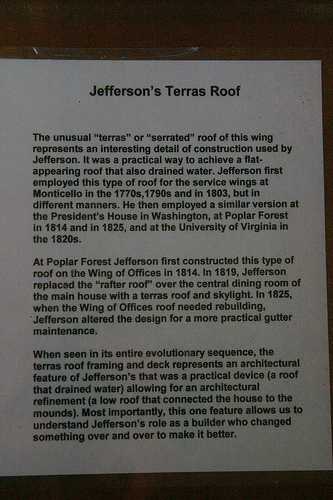 Jefferson's Terras Roof
The unusual "terras" or "serrated" roof of this wing
represents an interesting detail of construction used by
Jefferson. It was a practical way to achieve a flat-
appearing roof that also drained water. Jefferson first
employed this type of roof for the service wings at
Monticello in the 1770s,1790s and in 1803, but in
different manners. He then employed a similar version at
the President's House in Washington, at Poplar Forest
in 1814 and in 1825, and at the University of Virginia in
the 1820s.
At Poplar Forest Jefferson first constructed this type of
roof on the Wing of Offices in 1814. In 1819, Jefferson
replaced the "rafter roof" over the central dining room of
the main house with a terras roof and skylight. In 1825,
when the Wing of Offices roof needed rebuilding,
Jefferson altered the design for a more practical gutter
maintenance.
When seen in its entire evolutionary sequence, the
terras roof framing and deck represents an architectural
feature of Jefferson's that was a practical device (a roof
that drained water) allowing for an architectural
refinement (a low roof that connected the house to the
mounds). Most importantly, this one feature allows us to
understand Jefferson's role as a builder who changed
something over and over to make it better.